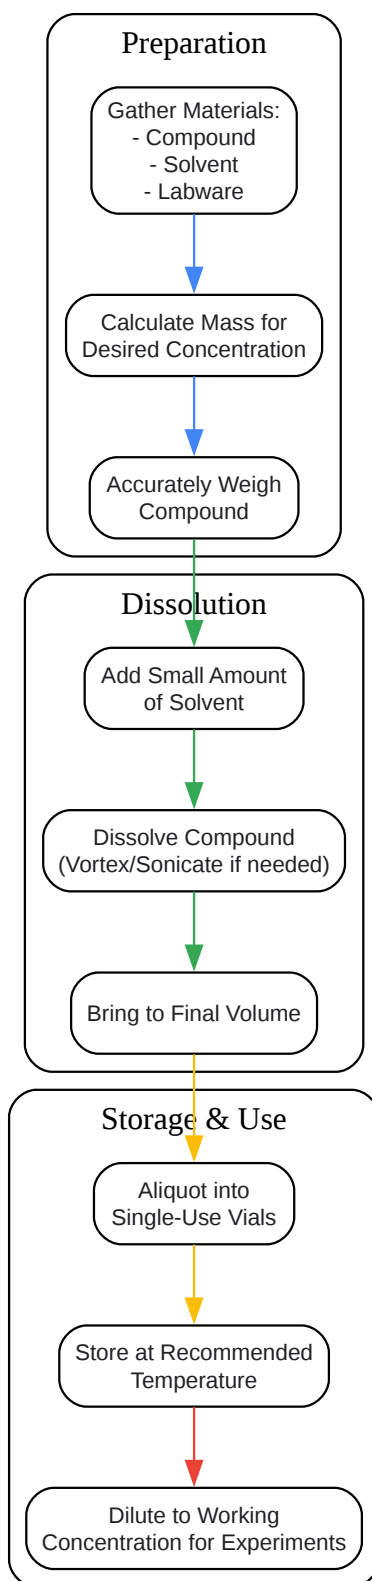 Preparation
Gather Materials:
- Compound
- Solvent
- Labware
Calculate Mass for
Desired Concentration
Accurately Weigh
Compound
Dissolution
Add Small Amount
of Solvent
Dissolve Compound
(Vortex/Sonicate if needed)
Bring to Final Volume
Storage & Use
Aliquot into
Single-Use Vials
Store at Recommended
Temperature
Dilute to Working
Concentration for Experiments